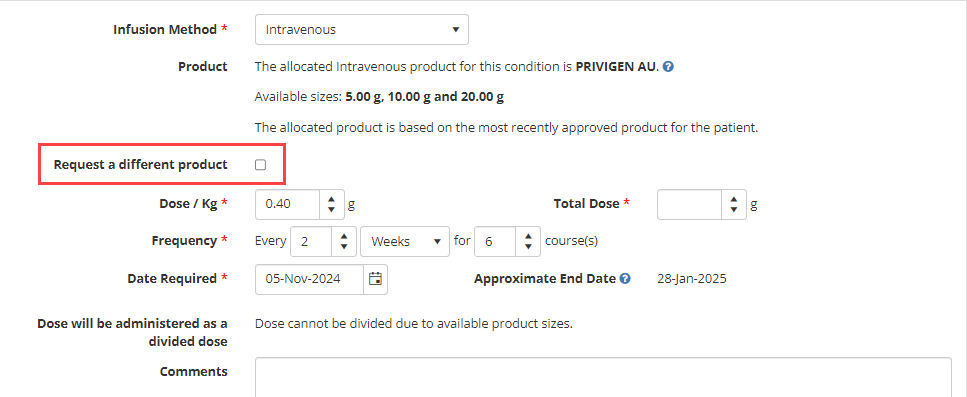 Infusion Method * Intravenous
Product The allocated Intravenous product for this condition is PRIVIGEN AU. ?
Available sizes: 5.00 g, 10.00 g and 20.00 g
The allocated product is based on the most recently approved product for the patient.
Request a different product
Dose / Kg * 0.40 g Total Dose * g
Frequency * Every 2 Weeks for 6 course(s)
Date Required * 05-Nov-2024 Approximate End Date ? 28-Jan-2025
Dose will be administered as a Dose cannot be divided due to available product sizes.
divided dose
Comments